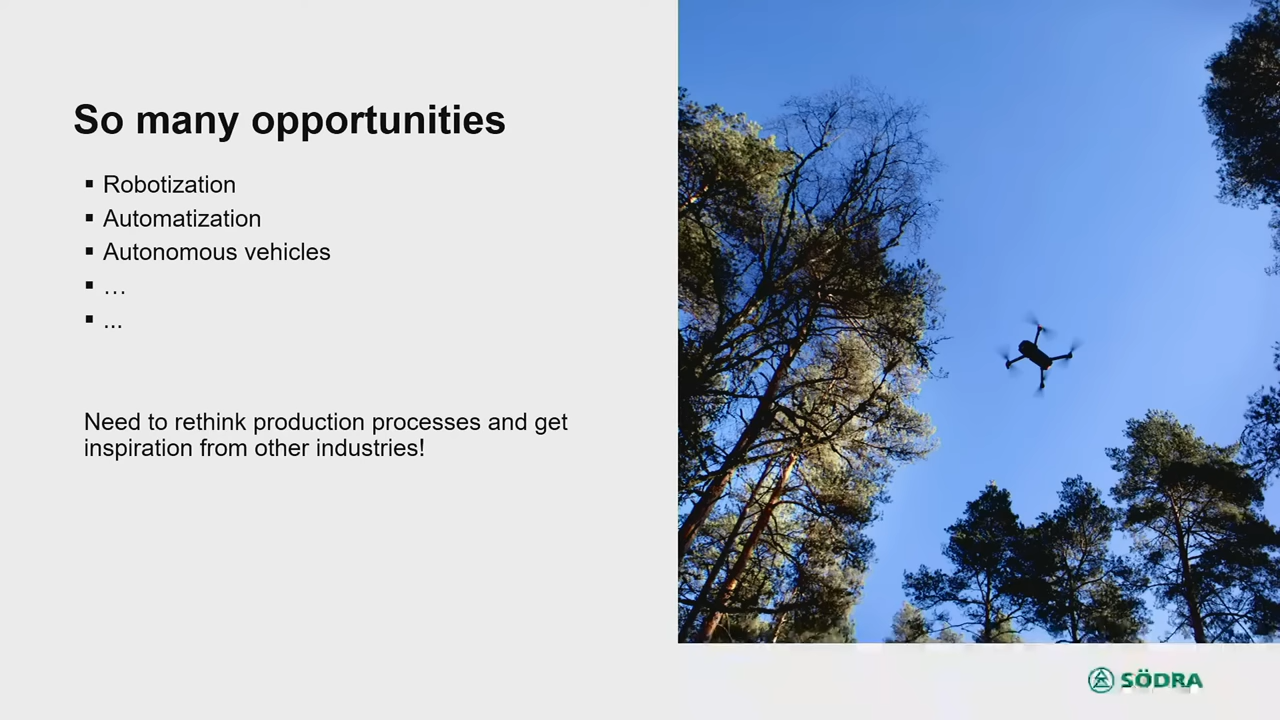 So many opportunities
▪ Robotization
▪ Automatization
▪ Autonomous vehicles
▪ …
▪ ...
Need to rethink production processes and get
inspiration from other industries!
SÖDRA